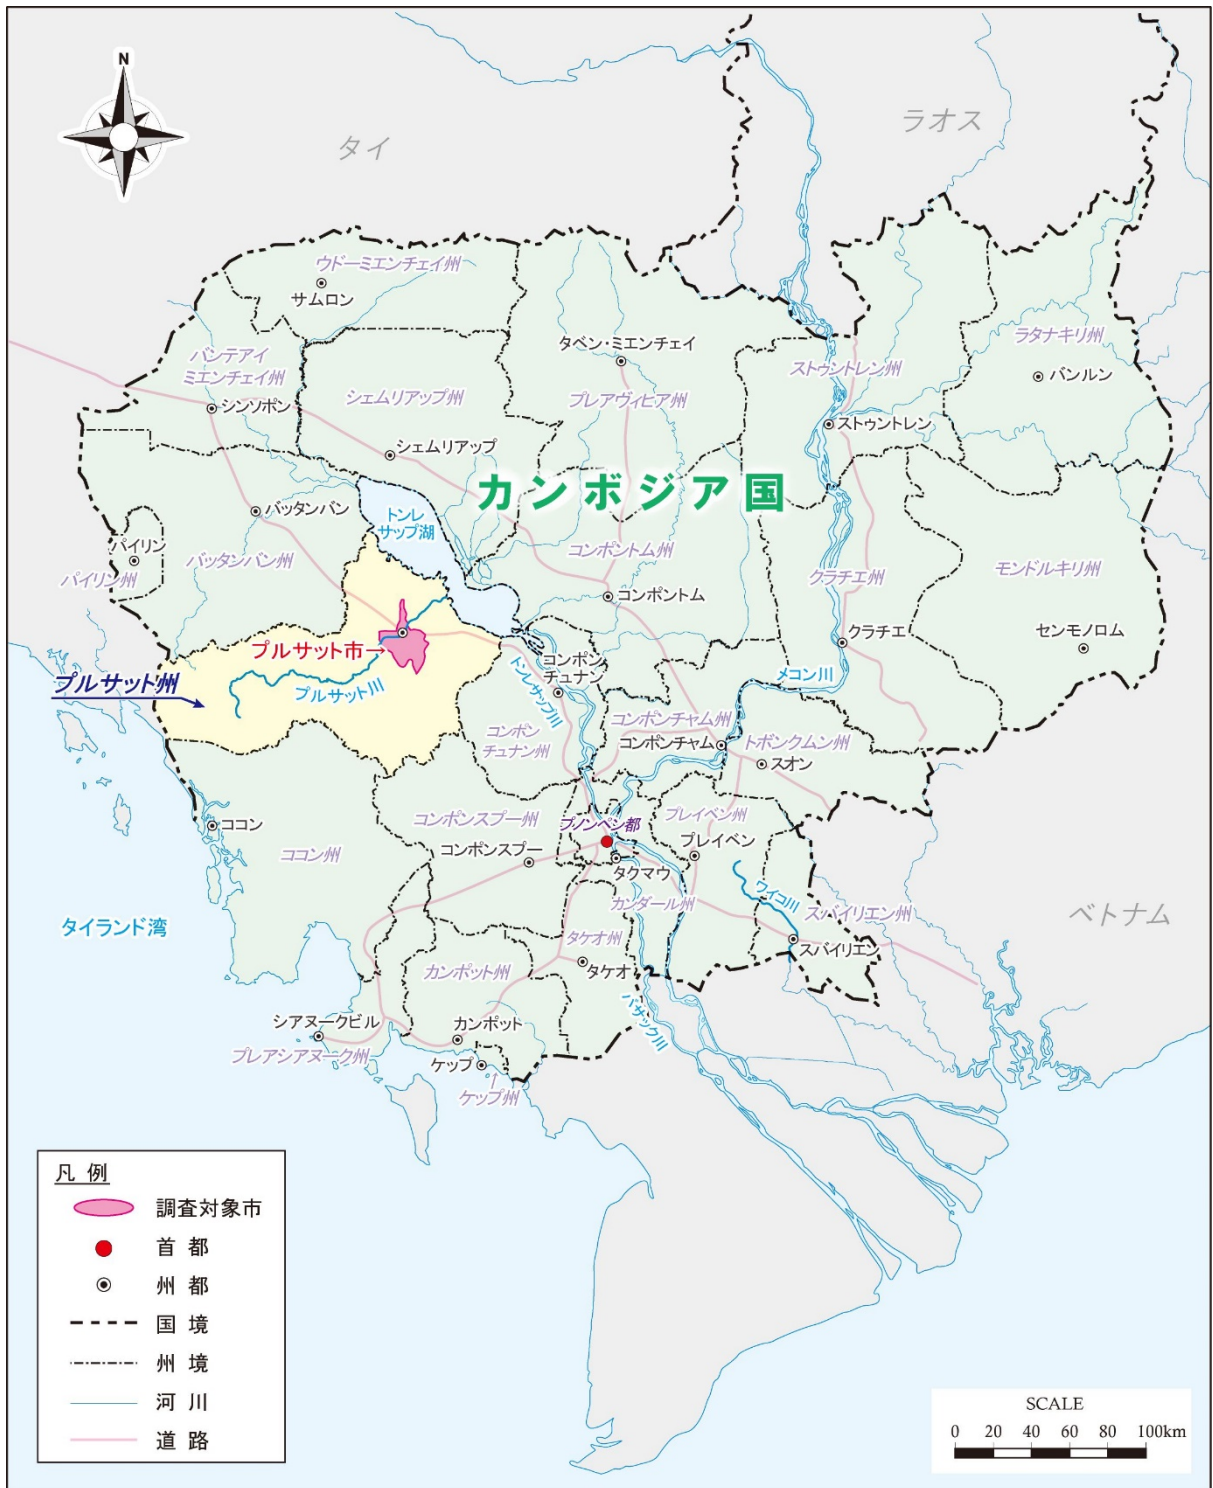 N
タイ
ラオス
ウドーミエンチェイ州
サムロン
バンテアイ
ミエンチェイ州
シンソポン
シェムリアップ州
シェムリアップ
タベン・ミエンチェイ
プレアヴィヒア州
ストゥントレン州
ストゥントレン
ラタナキリ州
バンルン
カンボジア国
トンレ
サップ湖
バッタンバン
バッタンバン州
パイリン
パイリン州
コンポントム州
コンポントム
クラチエ州
クラチエ
モンドルキリ州
センモノロム
プルサット市→
プルサット州
プルサット川
トンレサップ川
コンポン
チュナン
コンポン
チュナン州
メコン川
コンポンチャム州
コンポンチャム
トボンクムン州
スオン
ココン
ココン州
コンポンスプー州
コンポンスプー
プノンペン都
タクマウ
カンダール州
プレイベン州
プレイベン
ワイコ川
スバイリエン州
スバイリエン
ベトナム
タイランド湾
タケオ州
タケオ
カンポット州
カンポット
バサック川
シアヌークビル
プレアシアヌーク州
ケップ
ケップ州
凡 例
調査対象市
首 都
州 都
国 境
州 境
河 川
道 路
SCALE
0 20 40 60 80 100km